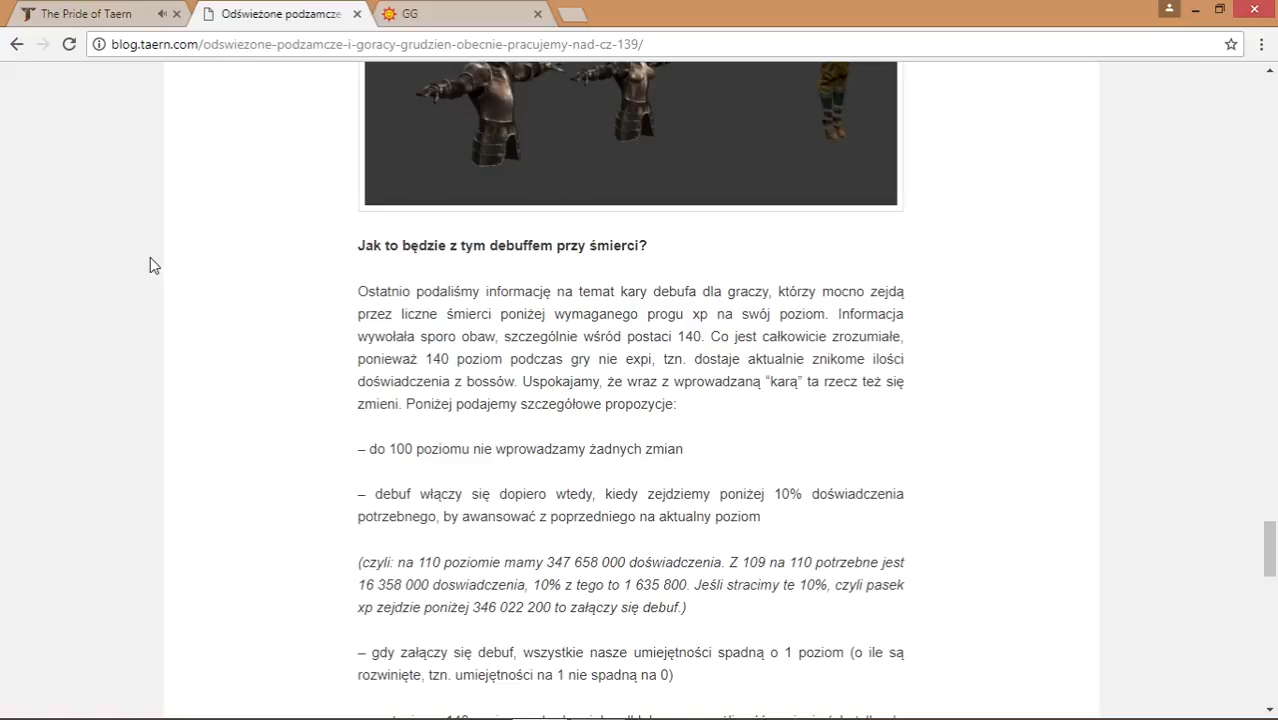 The Pride of Taern
Odświeżone podzamcze
GG
blog.taern.com/odswiezone-podzamcze-i-goracy-grudzien-obecnie-pracujemy-nad-cz-139/
Jak to będzie z tym debuffem przy śmierci?
Ostatnio podaliśmy informację na temat kary debufa dla graczy, którzy mocno zejdą
przez liczne śmierci poniżej wymaganego progu xp na swój poziom. Informacja
wywołała sporo obaw, szczególnie wśród postaci 140. Co jest całkowicie zrozumiałe,
ponieważ 140 poziom podczas gry nie expi, tzn. dostaje aktualnie znikome ilości
doświadczenia z bossów. Uspokajamy, że wraz z wprowadzaną “karą” ta rzecz też się
zmieni. Poniżej podajemy szczegółowe propozycje:
– do 100 poziomu nie wprowadzamy żadnych zmian
– debuf włączy się dopiero wtedy, kiedy zejdziemy poniżej 10% doświadczenia
potrzebnego, by awansować z poprzedniego na aktualny poziom
(czyli: na 110 poziomie mamy 347 658 000 doświadczenia. Z 109 na 110 potrzebne jest
16 358 000 doswiadczenia, 10% z tego to 1 635 800. Jeśli stracimy te 10%, czyli pasek
xp zejdzie poniżej 346 022 200 to załączy się debuf.)
– gdy załączy się debuf, wszystkie nasze umiejętności spadną o 1 poziom (o ile są
rozwinięte, tzn. umiejętności na 1 nie spadną na 0)